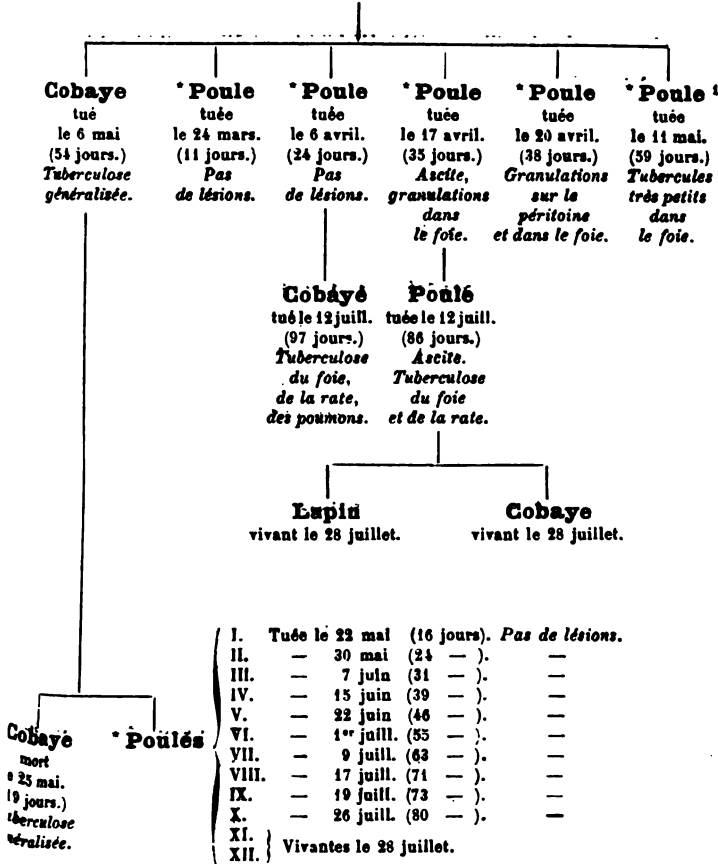 Cobaye
tué
le 6 mai
(54 jours.)
Tuberculose
généralisée.
* Poule
tuée
le 24 mars.
(11 jours.)
Pas
de lésions.
* Poule
tuée
le 6 avril.
(24 jours.)
Pas
de lésions.
* Poule
tuée
le 17 avril.
(35 jours.)
Ascite,
granulations
dans
le foie.
* Poule
tuée
le 20 avril.
(38 jours.)
Granulations
sur le
péritoine
et dans le foie.
* Poule 1
tuée
le 11 mai.
(59 jours.)
Tubercules
très petits
dans
le foie.
Cobayé
tué le 12 juill.
(97 jours.)
Tuberculose
du foie,
de la rate,
des poumons.
Poulé
tuée le 12 juill.
(86 jours.)
Ascite.
Tuberculose
du foie
et de la rate.
Lapin
vivant le 28 juillet.
Cobaye
vivant le 28 juillet.
Cobaye
mort
e 25 mai.
19 jours.)
uberculose
néralisée.
* Poulés
I. Tuée le 22 mai (16 jours). Pas de lésions.
II. — 30 mai (24 — ). —
III. — 7 juin (31 — ). —
IV. — 15 juin (39 — ). —
V. — 22 juin (46 — ). —
VI. — 1er juill. (55 — ). —
VII. — 9 juill. (63 — ). —
VIII. — 17 juill. (71 — ). —
IX. — 19 juill. (73 — ). —
X. — 26 juill. (80 — ). —
XI.
XII. } Vivantes le 28 juillet.